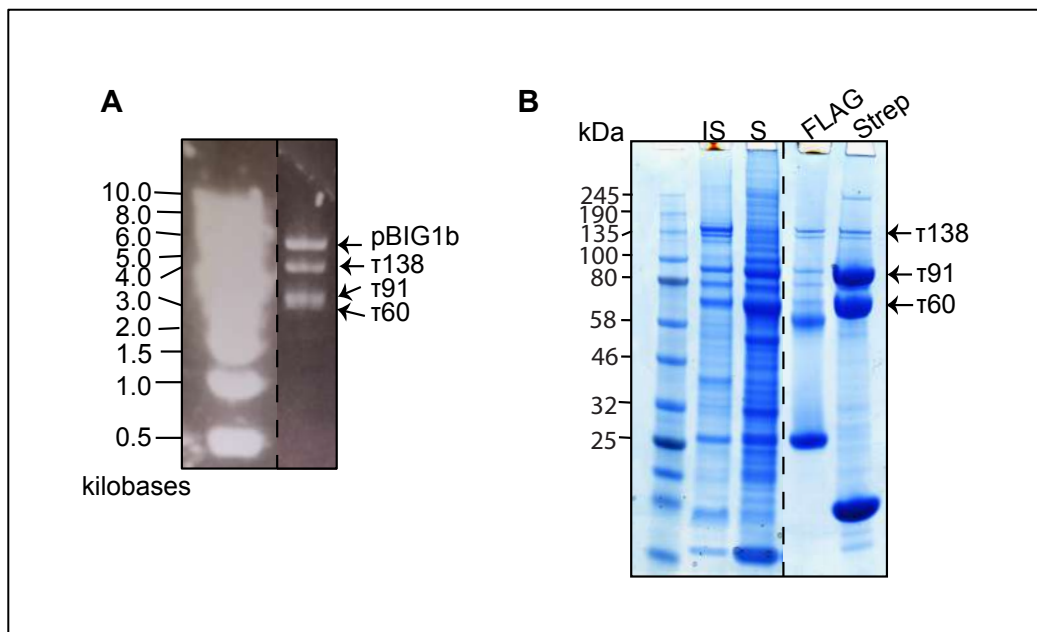 A
10.0
8.0
6.0
5.0
4.0
3.0
2.0
1.5
1.0
0.5
kilobases
pBIG1b
τ138
τ91
τ60
B
kDa
IS S FLAG Strep
245
190
135
100
80
58
46
32
25
τ138
τ91
τ60